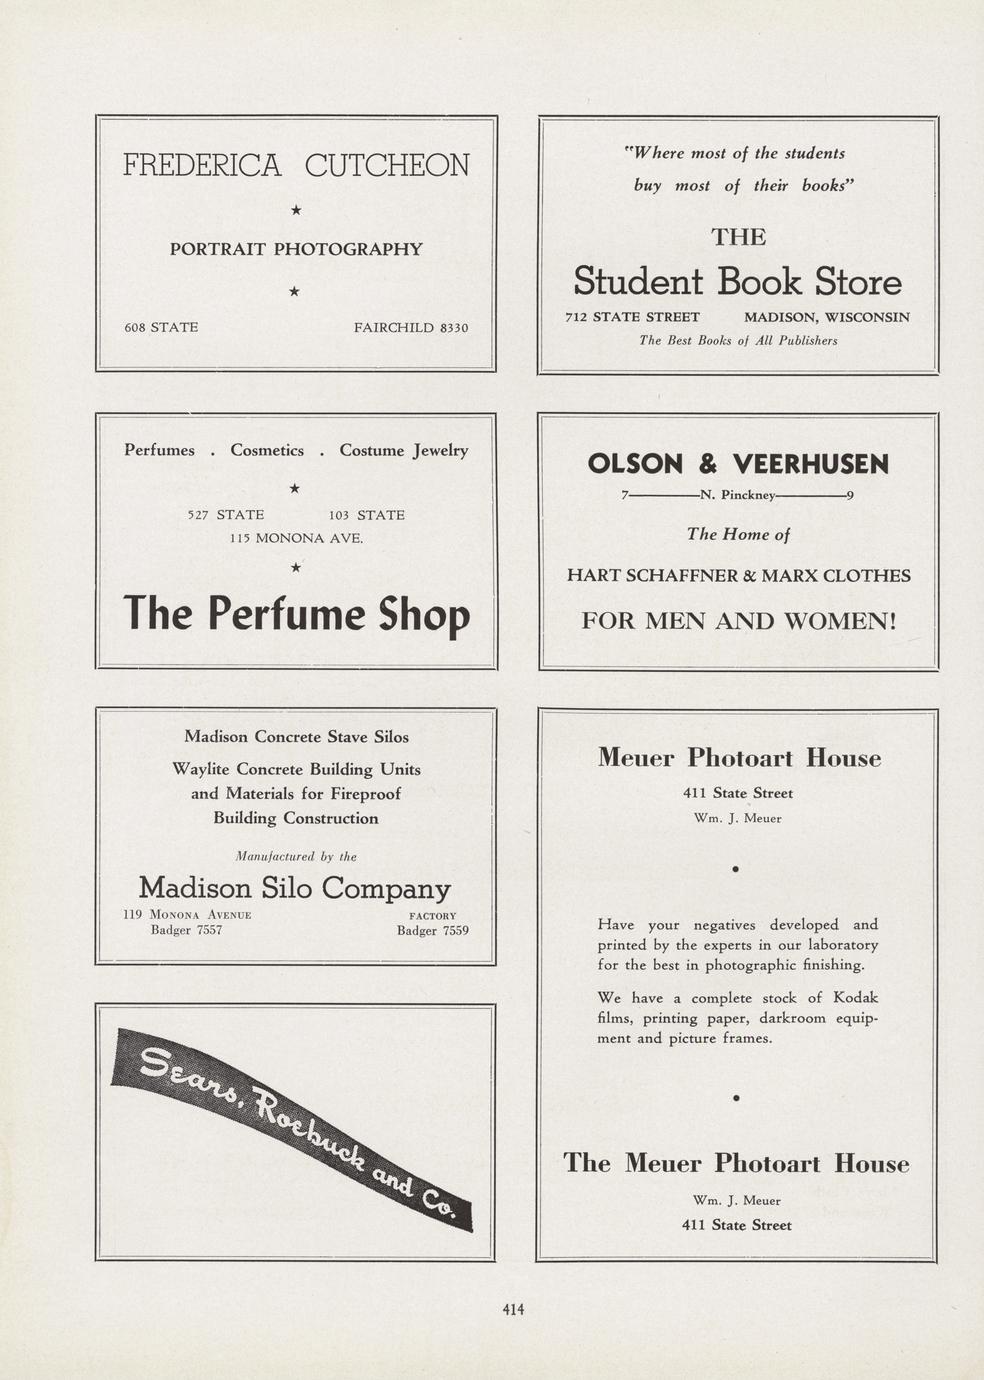 FREDERICA CUTCHEON
★
PORTRAIT PHOTOGRAPHY
★
608 STATE FAIRCHILD 8330
"Where most of the students
buy most of their books"
THE
Student Book Store
712 STATE STREET MADISON, WISCONSIN
The Best Books of All Publishers
Perfumes . Cosmetics . Costume Jewelry
★
527 STATE 103 STATE
115 MONONA AVE.
★
The Perfume Shop
OLSON & VEERHUSEN
7———N. Pinckney———9
The Home of
HART SCHAFFNER & MARX CLOTHES
FOR MEN AND WOMEN!
Madison Concrete Stave Silos
Waylite Concrete Building Units
and Materials for Fireproof
Building Construction
Manufactured by the
Madison Silo Company
119 MONONA AVENUE FACTORY
Badger 7557 Badger 7559
Sears, Roebuck and Co.
Meuer Photoart House
411 State Street
Wm. J. Meuer
•
Have your negatives developed and
printed by the experts in our laboratory
for the best in photographic finishing.
We have a complete stock of Kodak
films, printing paper, darkroom equip-
ment and picture frames.
•
The Meuer Photoart House
Wm. J. Meuer
411 State Street
414